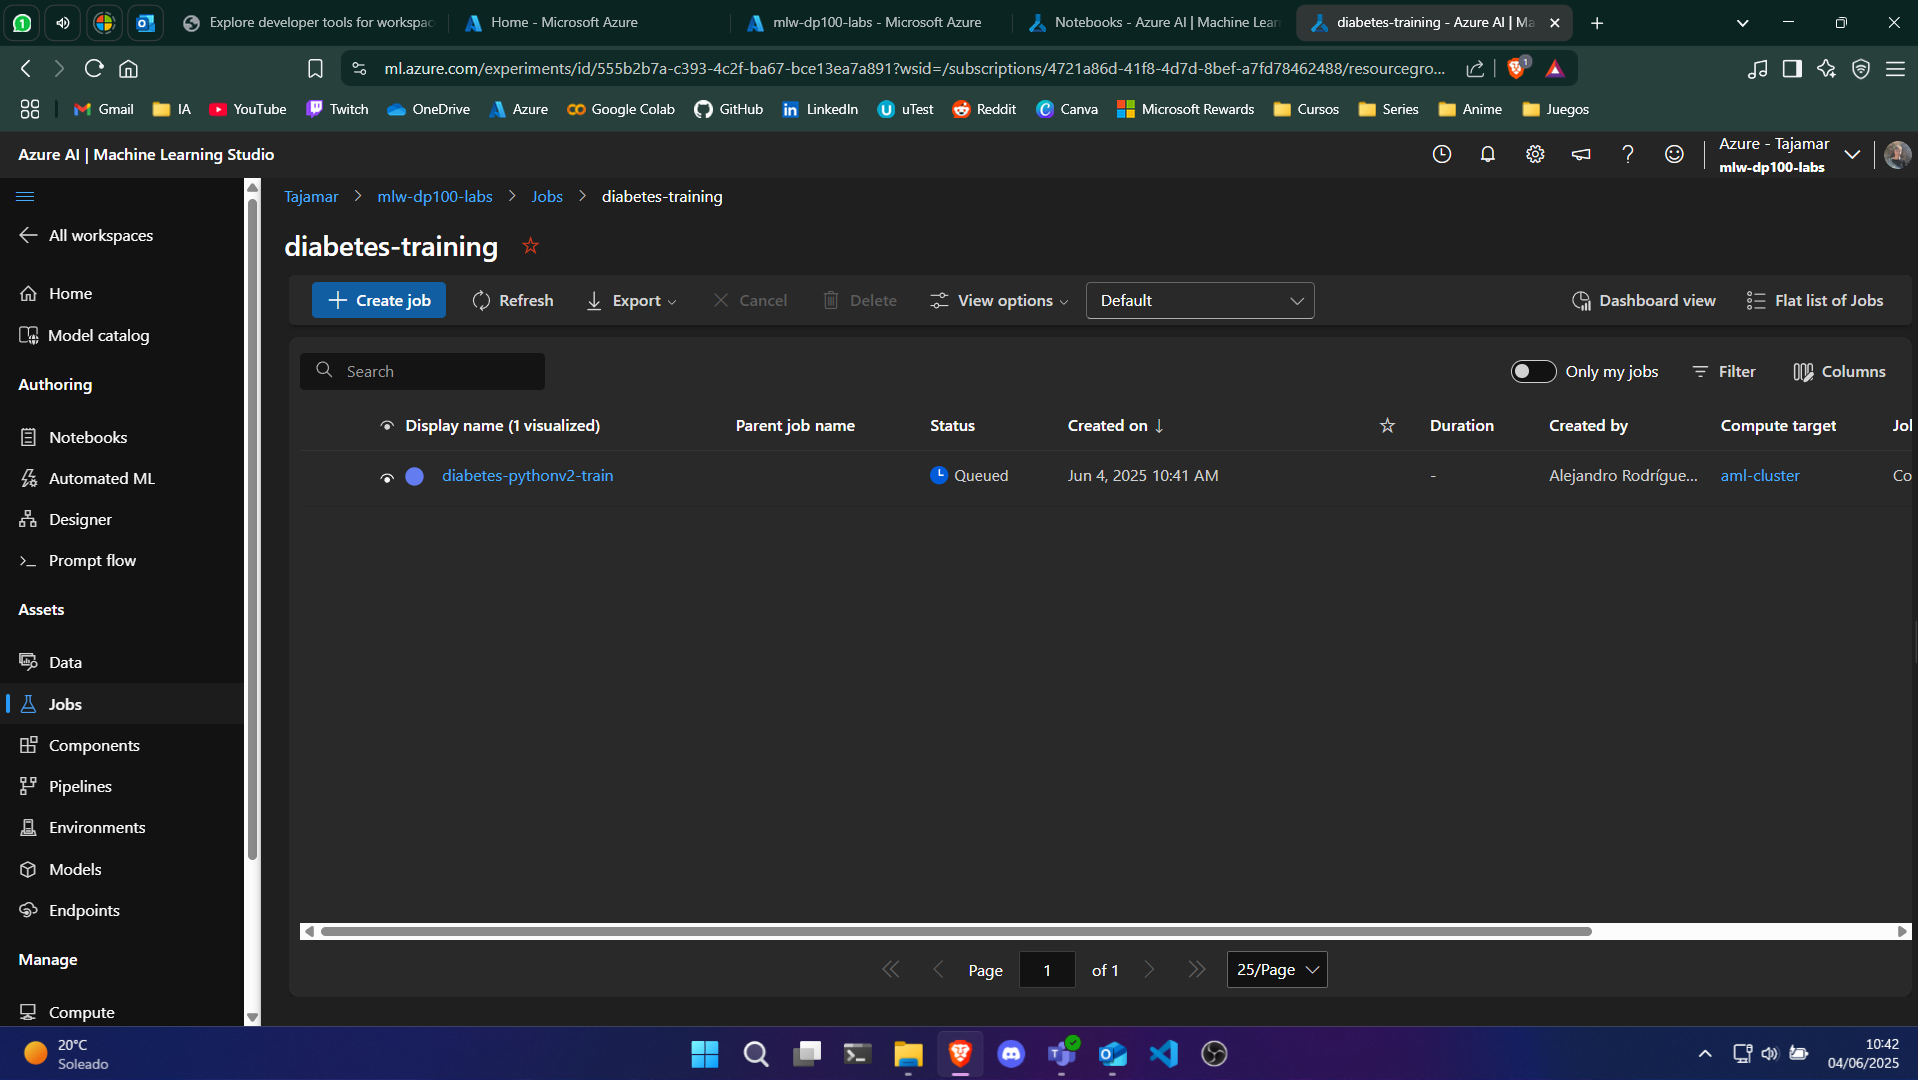 Explore developer tools for workspac
Home - Microsoft Azure
mlw-dp100-labs - Microsoft Azure
Notebooks - Azure AI | Machine Lear
diabetes-training - Azure AI | Ma
ml.azure.com/experiments/id/555b2b7a-c393-4c2f-ba67-bce13ea7a891?wsid=/subscriptions/4721a86d-41f8-4d7d-8bef-a7fd78462488/resourcegro...
1
Gmail
IA
YouTube
Twitch
OneDrive
Azure
Google Colab
GitHub
LinkedIn
uTest
Reddit
Canva
Microsoft Rewards
Cursos
Series
Anime
Juegos
Azure AI | Machine Learning Studio
Azure - Tajamar
mlw-dp100-labs
All workspaces
Home
Model catalog
Authoring
Notebooks
Automated ML
Designer
Prompt flow
Assets
Data
Jobs
Components
Pipelines
Environments
Models
Endpoints
Manage
Compute
Tajamar > mlw-dp100-labs > Jobs > diabetes-training
diabetes-training
Create job
Refresh
Export
Cancel
Delete
View options
Default
Dashboard view
Flat list of Jobs
Search
Only my jobs
Filter
Columns
Display name (1 visualized)
Parent job name
Status
Created on
Duration
Created by
Compute target
Jol
diabetes-pythonv2-train
Queued
Jun 4, 2025 10:41 AM
-
Alejandro Rodrígue...
aml-cluster
Co
Page 1 of 1
25/Page
20°C
Soleado
10:42
04/06/2025